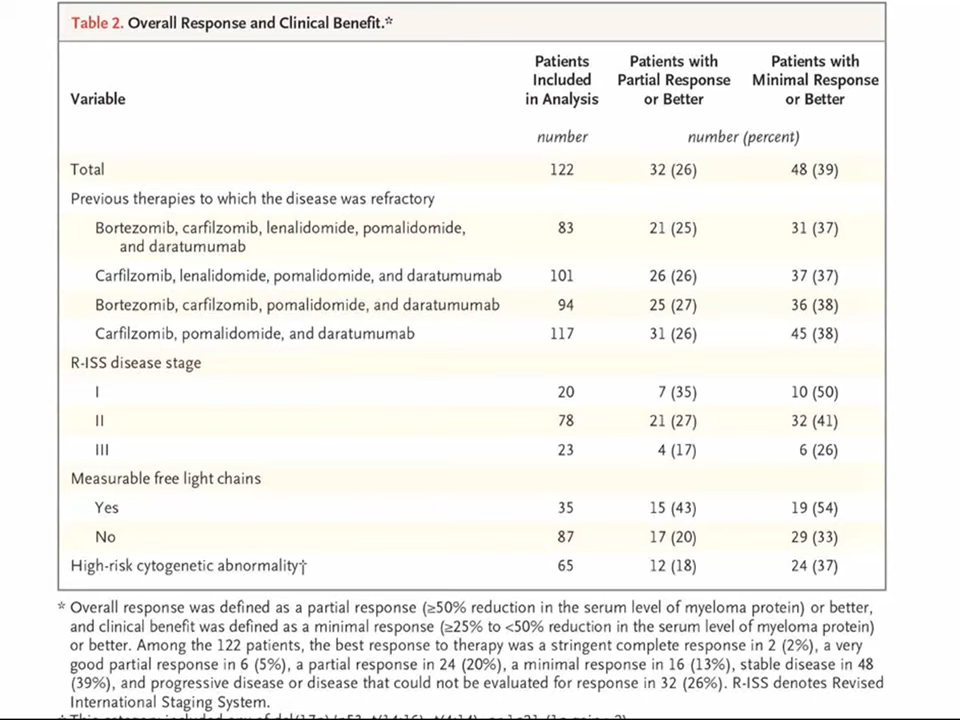 Table 2. Overall Response and Clinical Benefit.*
Variable
Patients Included in Analysis
Patients with Partial Response or Better
Patients with Minimal Response or Better
number
number (percent)
Total 122 32 (26) 48 (39)
Previous therapies to which the disease was refractory
Bortezomib, carfilzomib, lenalidomide, pomalidomide, and daratumumab 83 21 (25) 31 (37)
Carfilzomib, lenalidomide, pomalidomide, and daratumumab 101 26 (26) 37 (37)
Bortezomib, carfilzomib, pomalidomide, and daratumumab 94 25 (27) 36 (38)
Carfilzomib, pomalidomide, and daratumumab 117 31 (26) 45 (38)
R-ISS disease stage
I 20 7 (35) 10 (50)
II 78 21 (27) 32 (41)
III 23 4 (17) 6 (26)
Measurable free light chains
Yes 35 15 (43) 19 (54)
No 87 17 (20) 29 (33)
High-risk cytogenetic abnormality† 65 12 (18) 24 (37)
* Overall response was defined as a partial response (≥50% reduction in the serum level of myeloma protein) or better,
and clinical benefit was defined as a minimal response (≥25% to <50% reduction in the serum level of myeloma protein)
or better. Among the 122 patients, the best response to therapy was a stringent complete response in 2 (2%), a very
good partial response in 6 (5%), a partial response in 24 (20%), a minimal response in 16 (13%), stable disease in 48
(39%), and progressive disease or disease that could not be evaluated for response in 32 (26%). R-ISS denotes Revised
International Staging System.
† This category included any of